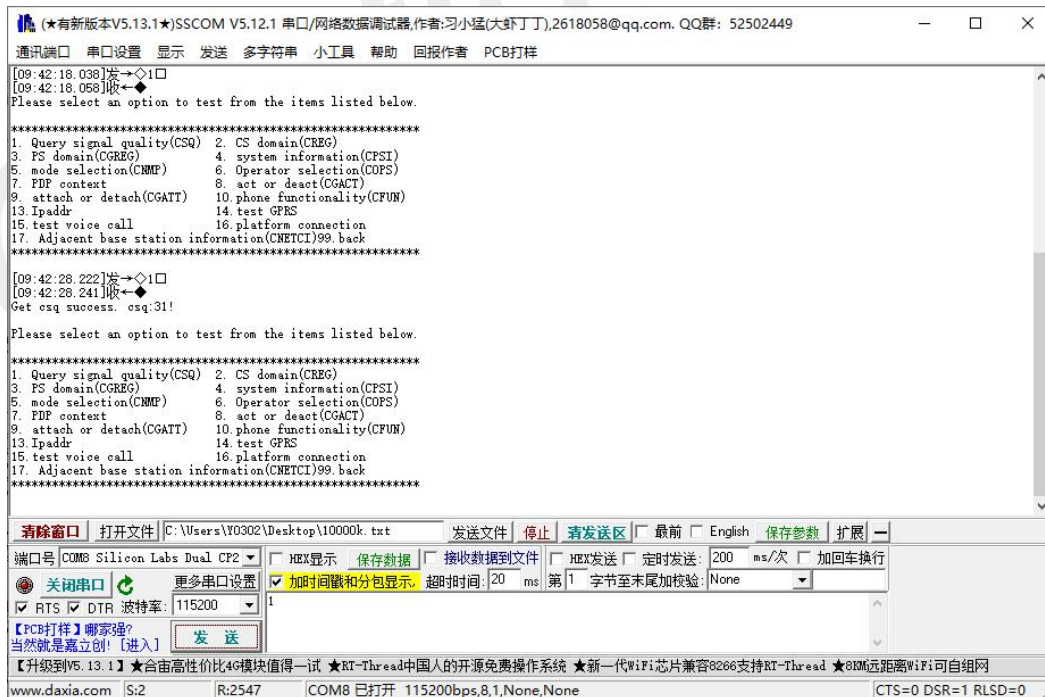 (★有新版本V5.13.1★)SSCOM V5.12.1 串口/网络数据调试器,作者:习小猛(大虾丁丁),2618058@qq.com. QQ群: 52502449
通讯端口 串口设置 显示 发送 多字符串 小工具 帮助 回报作者 PCB打样
[09:42:18.038]发→◇1□
[09:42:18.058]收←◆
Please select an option to test from the items listed below.
*************************************************************
1. Query signal quality(CSQ) 2. CS domain(CREG)
3. PS domain(CGREG) 4. system information(CPSI)
5. mode selection(CNMP) 6. Operator selection(COPS)
7. PDP context 8. act or deact(CGACT)
9. attach or detach(CGATT) 10.phone functionality(CFUN)
13.Ipaddr 14.test GPRS
15.test voice call 16.platform connection
17. Adjacent base station information(CNETCI)99.back
*************************************************************
[09:42:28.222]发→◇1□
[09:42:28.241]收←◆
Get csq success. csq:31!
Please select an option to test from the items listed below.
*************************************************************
1. Query signal quality(CSQ) 2. CS domain(CREG)
3. PS domain(CGREG) 4. system information(CPSI)
5. mode selection(CNMP) 6. Operator selection(COPS)
7. PDP context 8. act or deact(CGACT)
9. attach or detach(CGATT) 10.phone functionality(CFUN)
13.Ipaddr 14.test GPRS
15.test voice call 16.platform connection
17. Adjacent base station information(CNETCI)99.back
*************************************************************
清除窗口 打开文件 C:\Users\Y0302\Desktop\10000k.txt 发送文件 停止 清发送区 最前 English 保存参数 扩展 —
端口号 COM8 Silicon Labs Dual CP2 HEX显示 保存数据 接收数据到文件 HEX发送 定时发送: 200 ms/次 加回车换行
关闭串口 更多串口设置 加时间戳和分包显示, 超时时间: 20 ms 第 1 字节至末尾加校验: None
RTS DTR 波特率: 115200 1
【PCB打样】哪家强?
当然就是嘉立创!【进入】 发 送
【升级到V5.13.1】★合宙高性价比4G模块值得一试 ★RT-Thread中国人的开源免费操作系统 ★新一代WiFi芯片兼容8266支持RT-Thread ★8KM远距离WiFi可自组网
www.daxia.com S:2 R:2547 COM8 已打开 115200bps,8,1,None,None CTS=0 DSR=1 RLSD=0